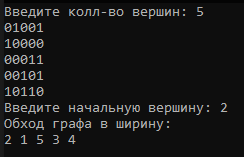 Введите колл-во вершин: 5
01001
10000
00011
00101
10110
Введите начальную вершину: 2
Обход графа в ширину:
2 1 5 3 4